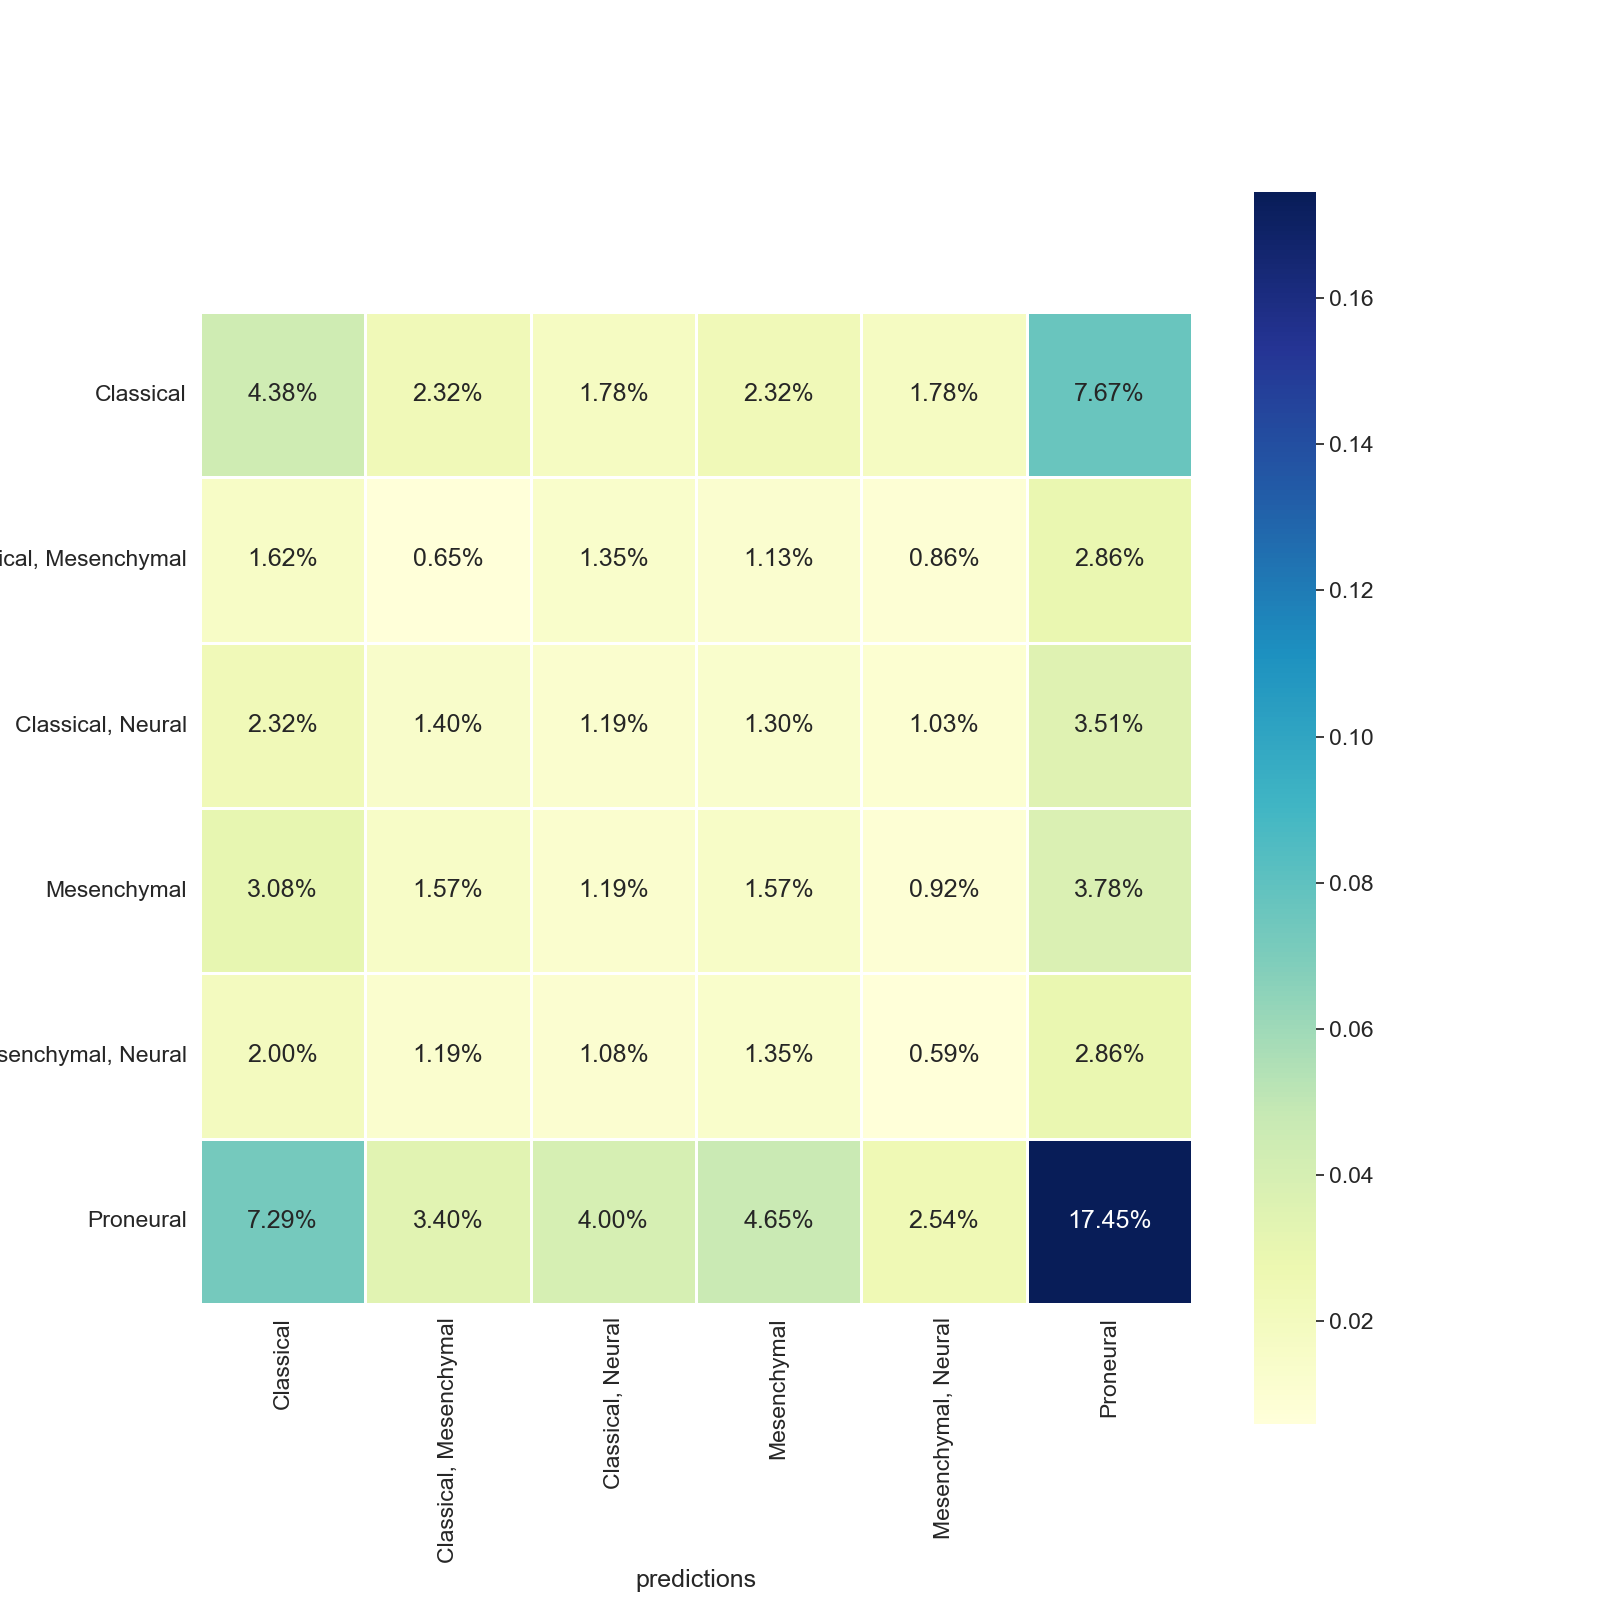 Classical 4.38% 2.32% 1.78% 2.32% 1.78% 7.67%
ical, Mesenchymal 1.62% 0.65% 1.35% 1.13% 0.86% 2.86%
Classical, Neural 2.32% 1.40% 1.19% 1.30% 1.03% 3.51%
Mesenchymal 3.08% 1.57% 1.19% 1.57% 0.92% 3.78%
senchymal, Neural 2.00% 1.19% 1.08% 1.35% 0.59% 2.86%
Proneural 7.29% 3.40% 4.00% 4.65% 2.54% 17.45%
Classical
Classical, Mesenchymal
Classical, Neural
Mesenchymal
Mesenchymal, Neural
Proneural
predictions
0.16
0.14
0.12
0.10
0.08
0.06
0.04
0.02